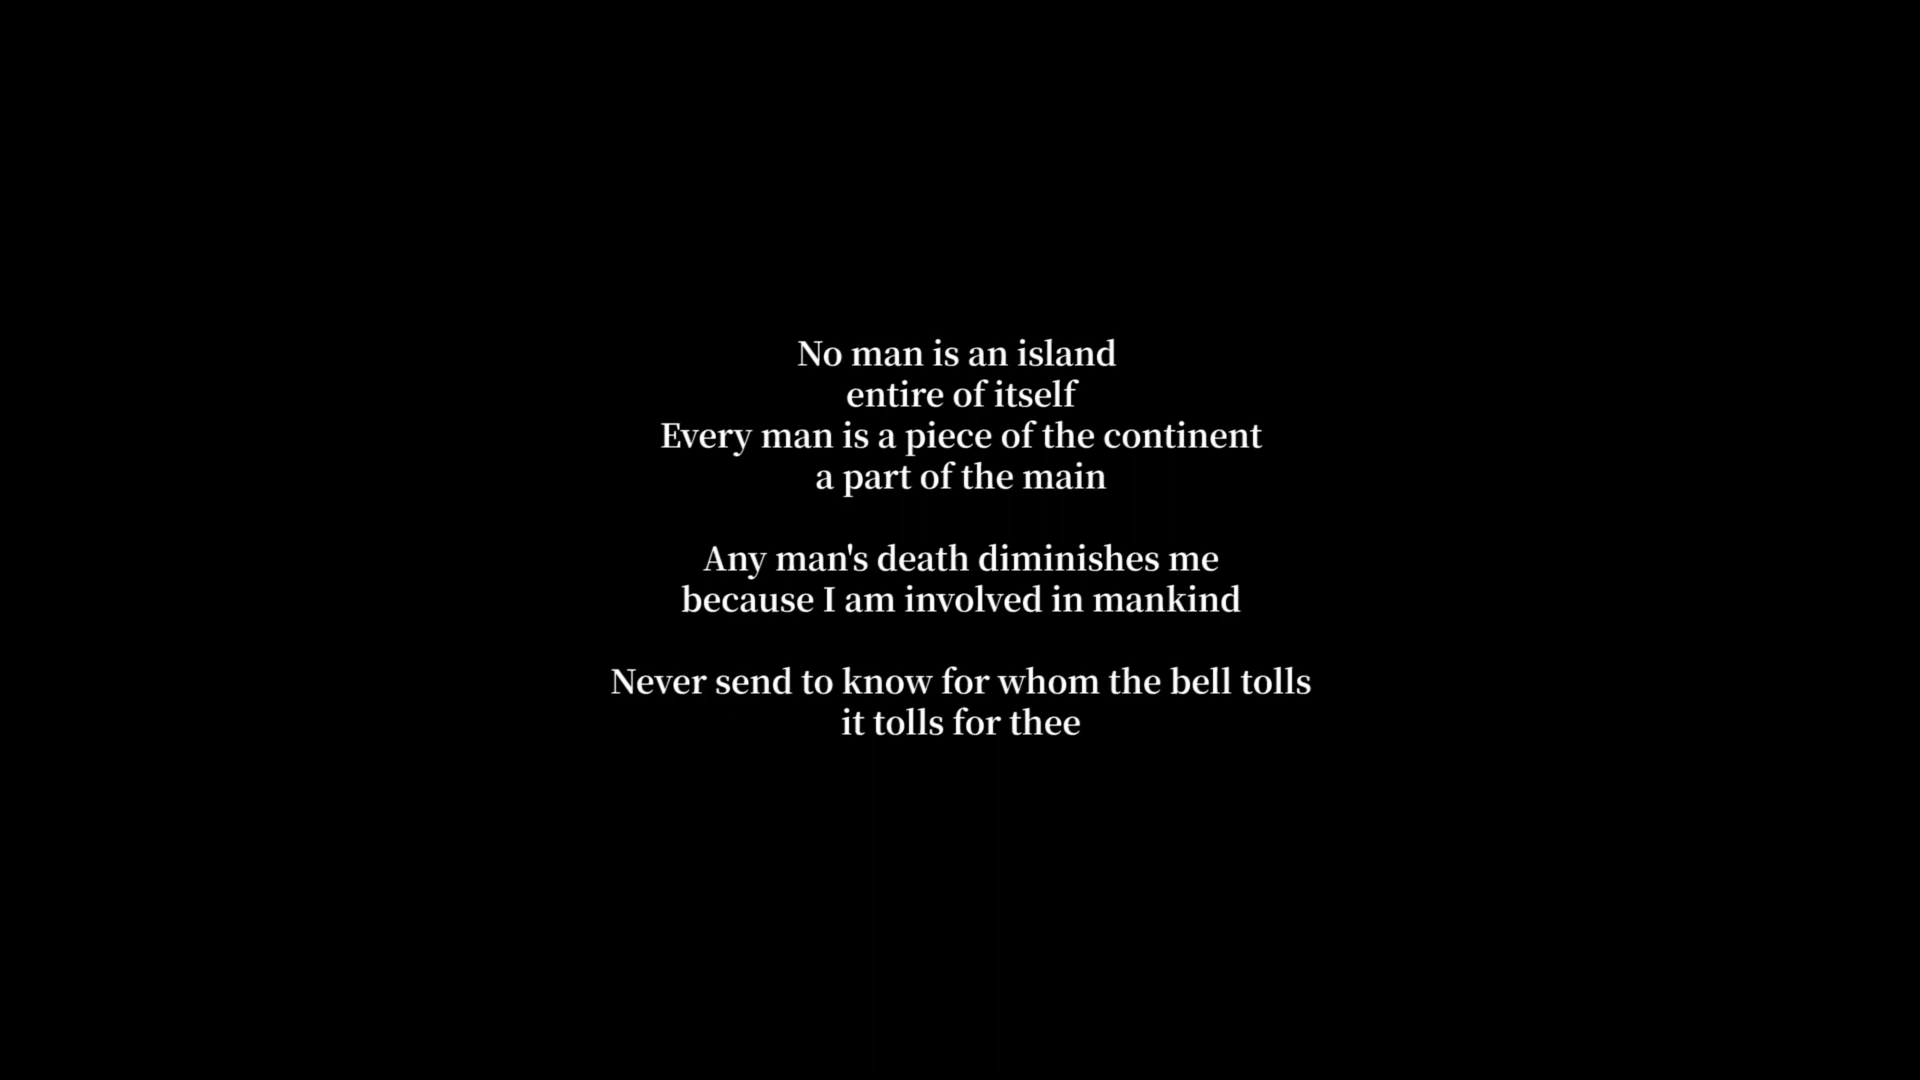 No man is an island
entire of itself
Every man is a piece of the continent
a part of the main
Any man's death diminishes me
because I am involved in mankind
Never send to know for whom the bell tolls
it tolls for thee